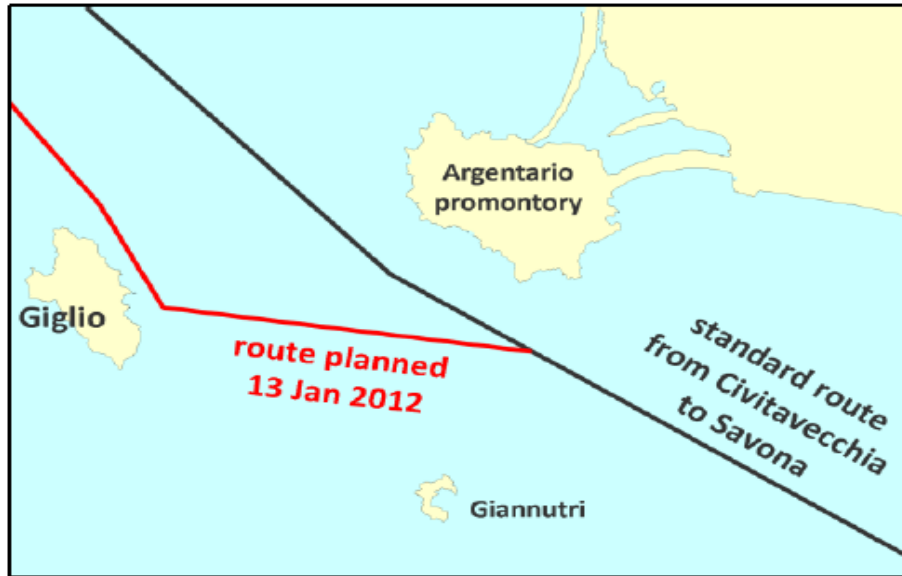 Argentario
promontory
Giglio
route planned
13 Jan 2012
standard route
from Civitavecchia
to Savona
Giannutri